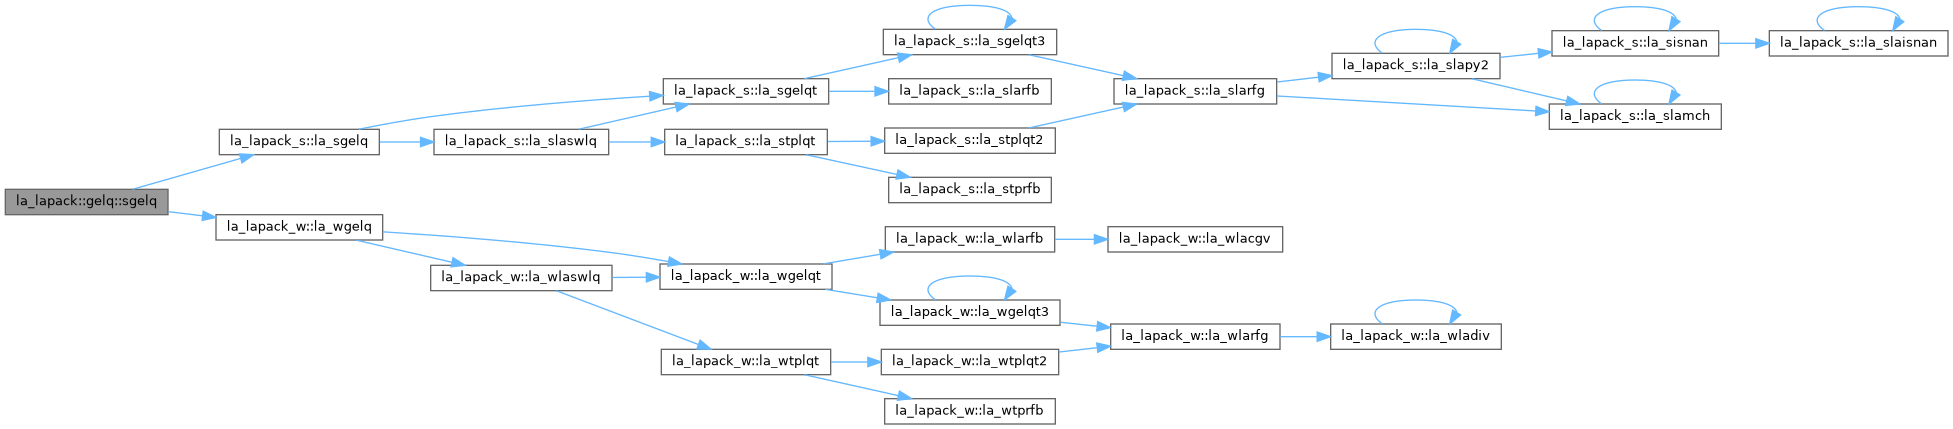 la_lapack::gelq::sgelq
la_lapack_s::la_sgelq
la_lapack_s::la_slaswlq
la_lapack_s::la_sgelqt
la_lapack_s::la_sgelqt3
la_lapack_s::la_slarfb
la_lapack_s::la_stplqt
la_lapack_s::la_stplqt2
la_lapack_s::la_stprfb
la_lapack_s::la_slarfg
la_lapack_s::la_slapy2
la_lapack_s::la_sisnan
la_lapack_s::la_slaisnan
la_lapack_s::la_slamch
la_lapack_w::la_wgelq
la_lapack_w::la_wlaswlq
la_lapack_w::la_wgelqt
la_lapack_w::la_wlarfb
la_lapack_w::la_wlacgv
la_lapack_w::la_wgelqt3
la_lapack_w::la_wtplqt
la_lapack_w::la_wtplqt2
la_lapack_w::la_wtprfb
la_lapack_w::la_wlarfg
la_lapack_w::la_wladiv